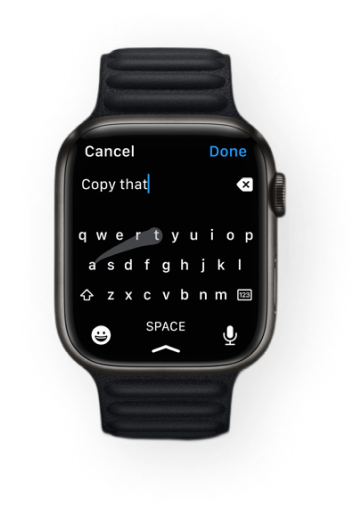 Cancel Done
Copy that
q w e r t y u i o p
a s d f g h j k l
z x c v b n m 123
SPACE